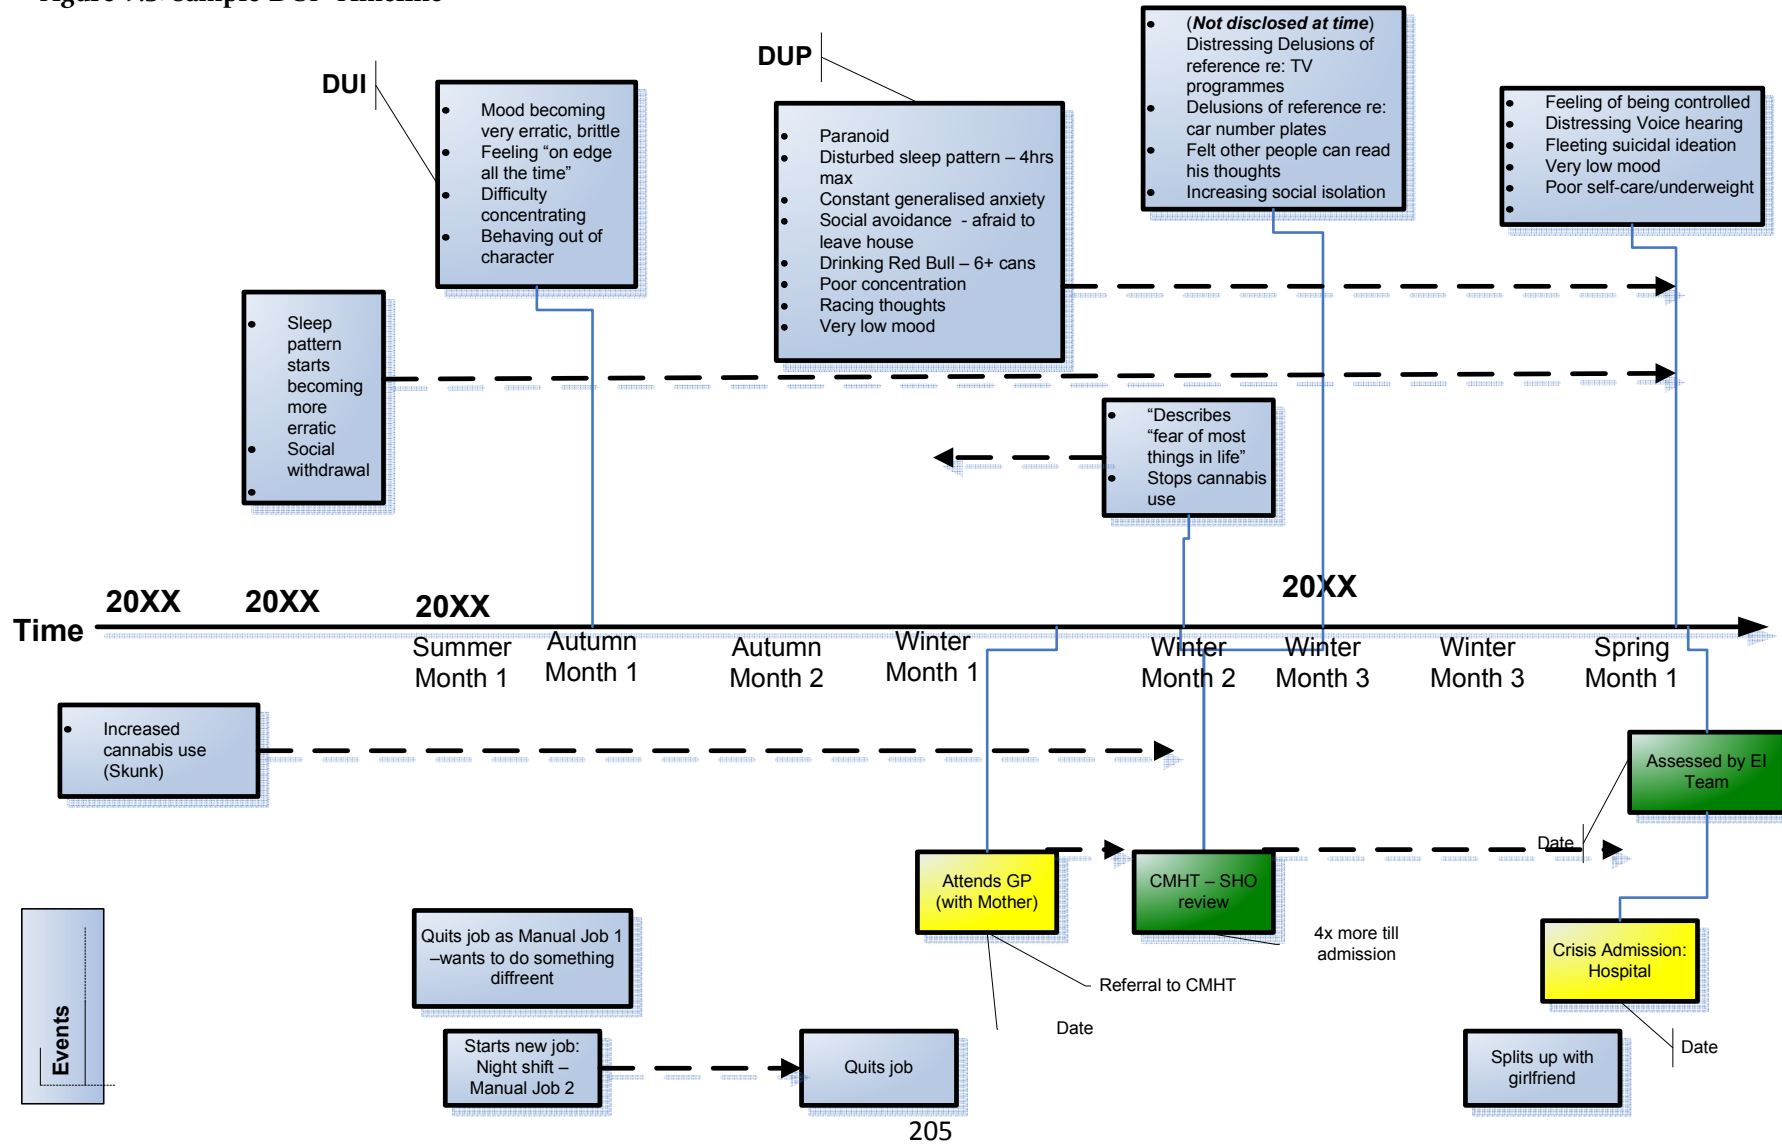 DUI
• Mood becoming
very erratic, brittle
• Feeling “on edge
all the time”
• Difficulty
concentrating
• Behaving out of
character
DUP
• Paranoid
• Disturbed sleep pattern – 4hrs
max
• Constant generalised anxiety
• Social avoidance - afraid to
leave house
• Drinking Red Bull – 6+ cans
• Poor concentration
• Racing thoughts
• Very low mood
• (Not disclosed at time)
Distressing Delusions of
reference re: TV
programmes
• Delusions of reference re:
car number plates
• Felt other people can read
his thoughts
• Increasing social isolation
• Feeling of being controlled
• Distressing Voice hearing
• Fleeting suicidal ideation
• Very low mood
• Poor self-care/underweight
•
• Sleep
pattern
starts
becoming
more
erratic
• Social
withdrawal
•
• “Describes
“fear of most
things in life”
• Stops cannabis
use
20XX
20XX
20XX
20XX
Time
Summer
Month 1
Autumn
Month 1
Autumn
Month 2
Winter
Month 1
Winter
Month 2
Winter
Month 3
Winter
Month 3
Spring
Month 1
• Increased
cannabis use
(Skunk)
Assessed by EI
Team
Date
Attends GP
(with Mother)
CMHT – SHO
review
4x more till
admission
Referral to CMHT
Date
Crisis Admission:
Hospital
Date
Quits job as Manual Job 1
–wants to do something
diffreent
Events
Starts new job:
Night shift –
Manual Job 2
Quits job
Splits up with
girlfriend
205